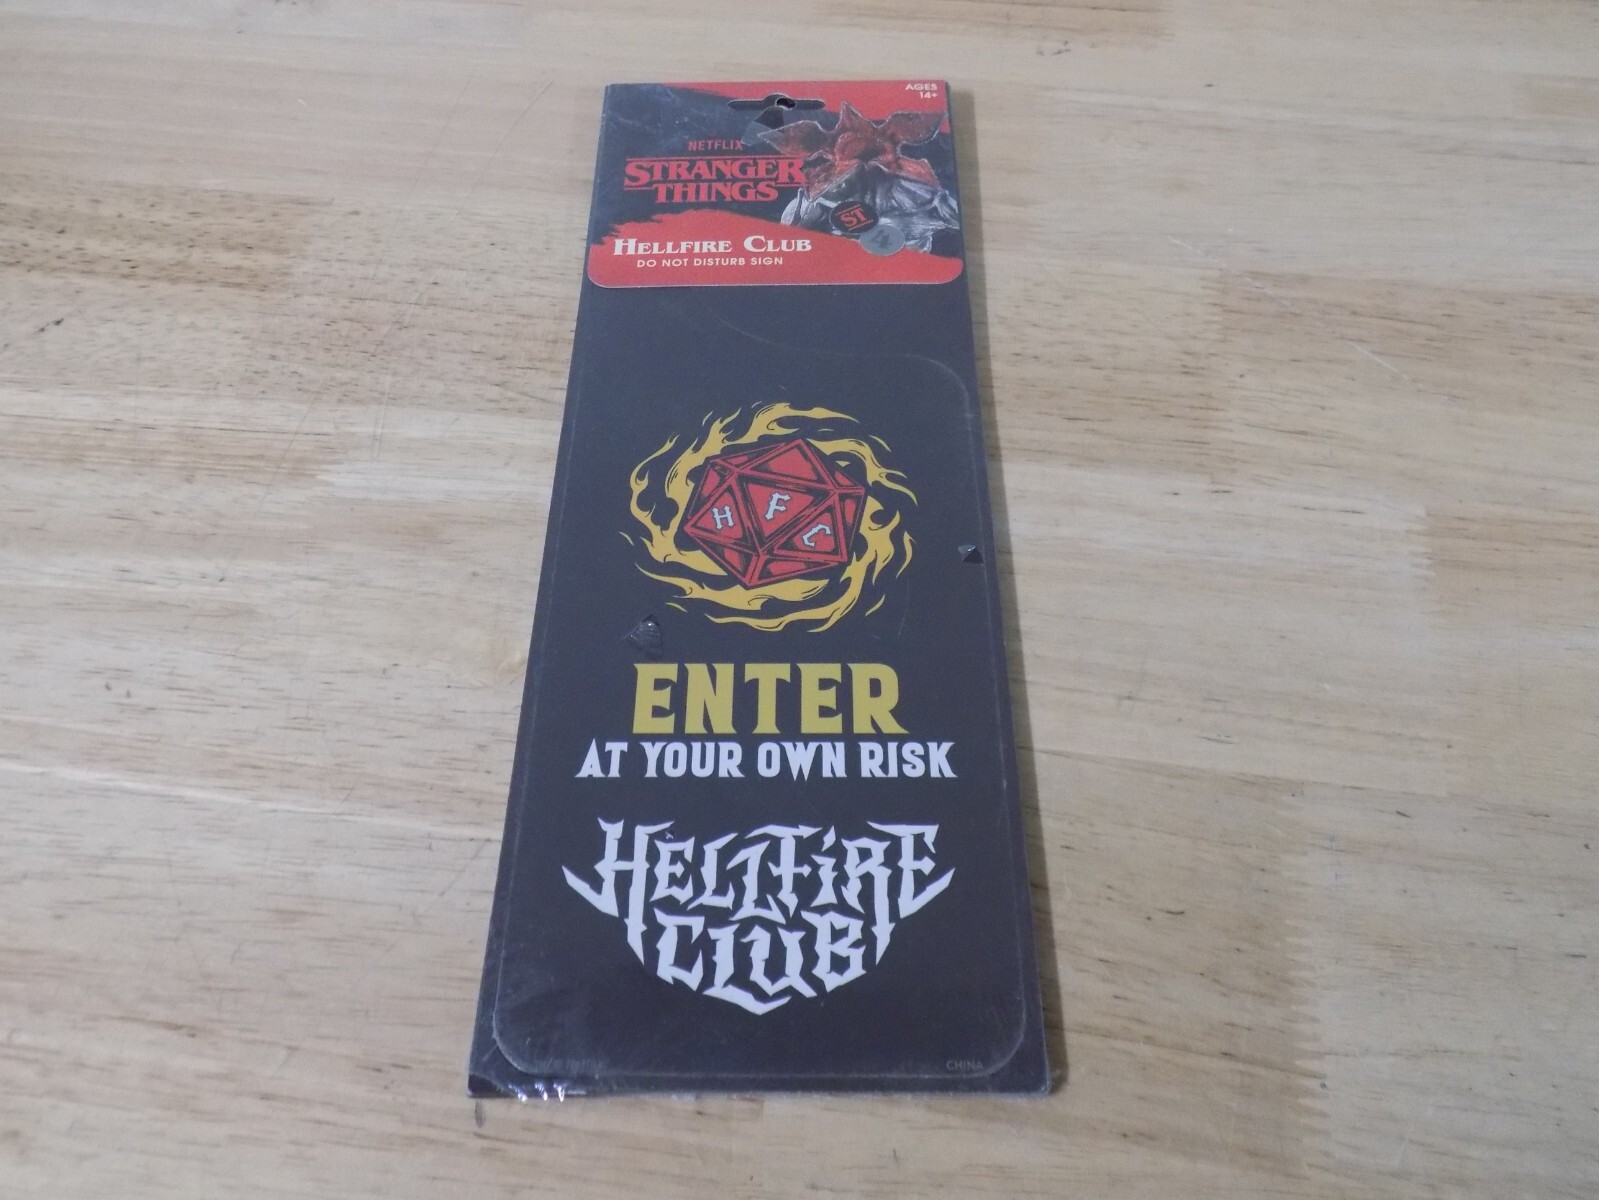 AGES
14+
NETFLIX
STRANGER
THINGS
ST
4
HELLFIRE CLUB
DO NOT DISTURB SIGN
H F C
ENTER
AT YOUR OWN RISK
HELLFIRE
CLUB
CHINA